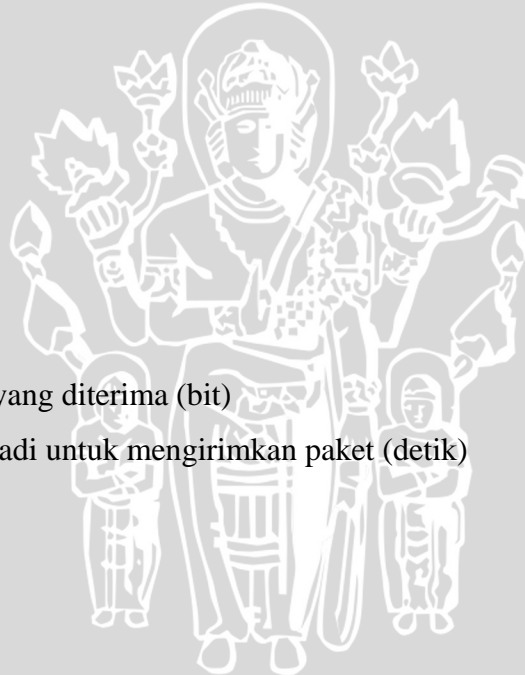 yang diterima (bit)
adi untuk mengirimkan paket (detik)